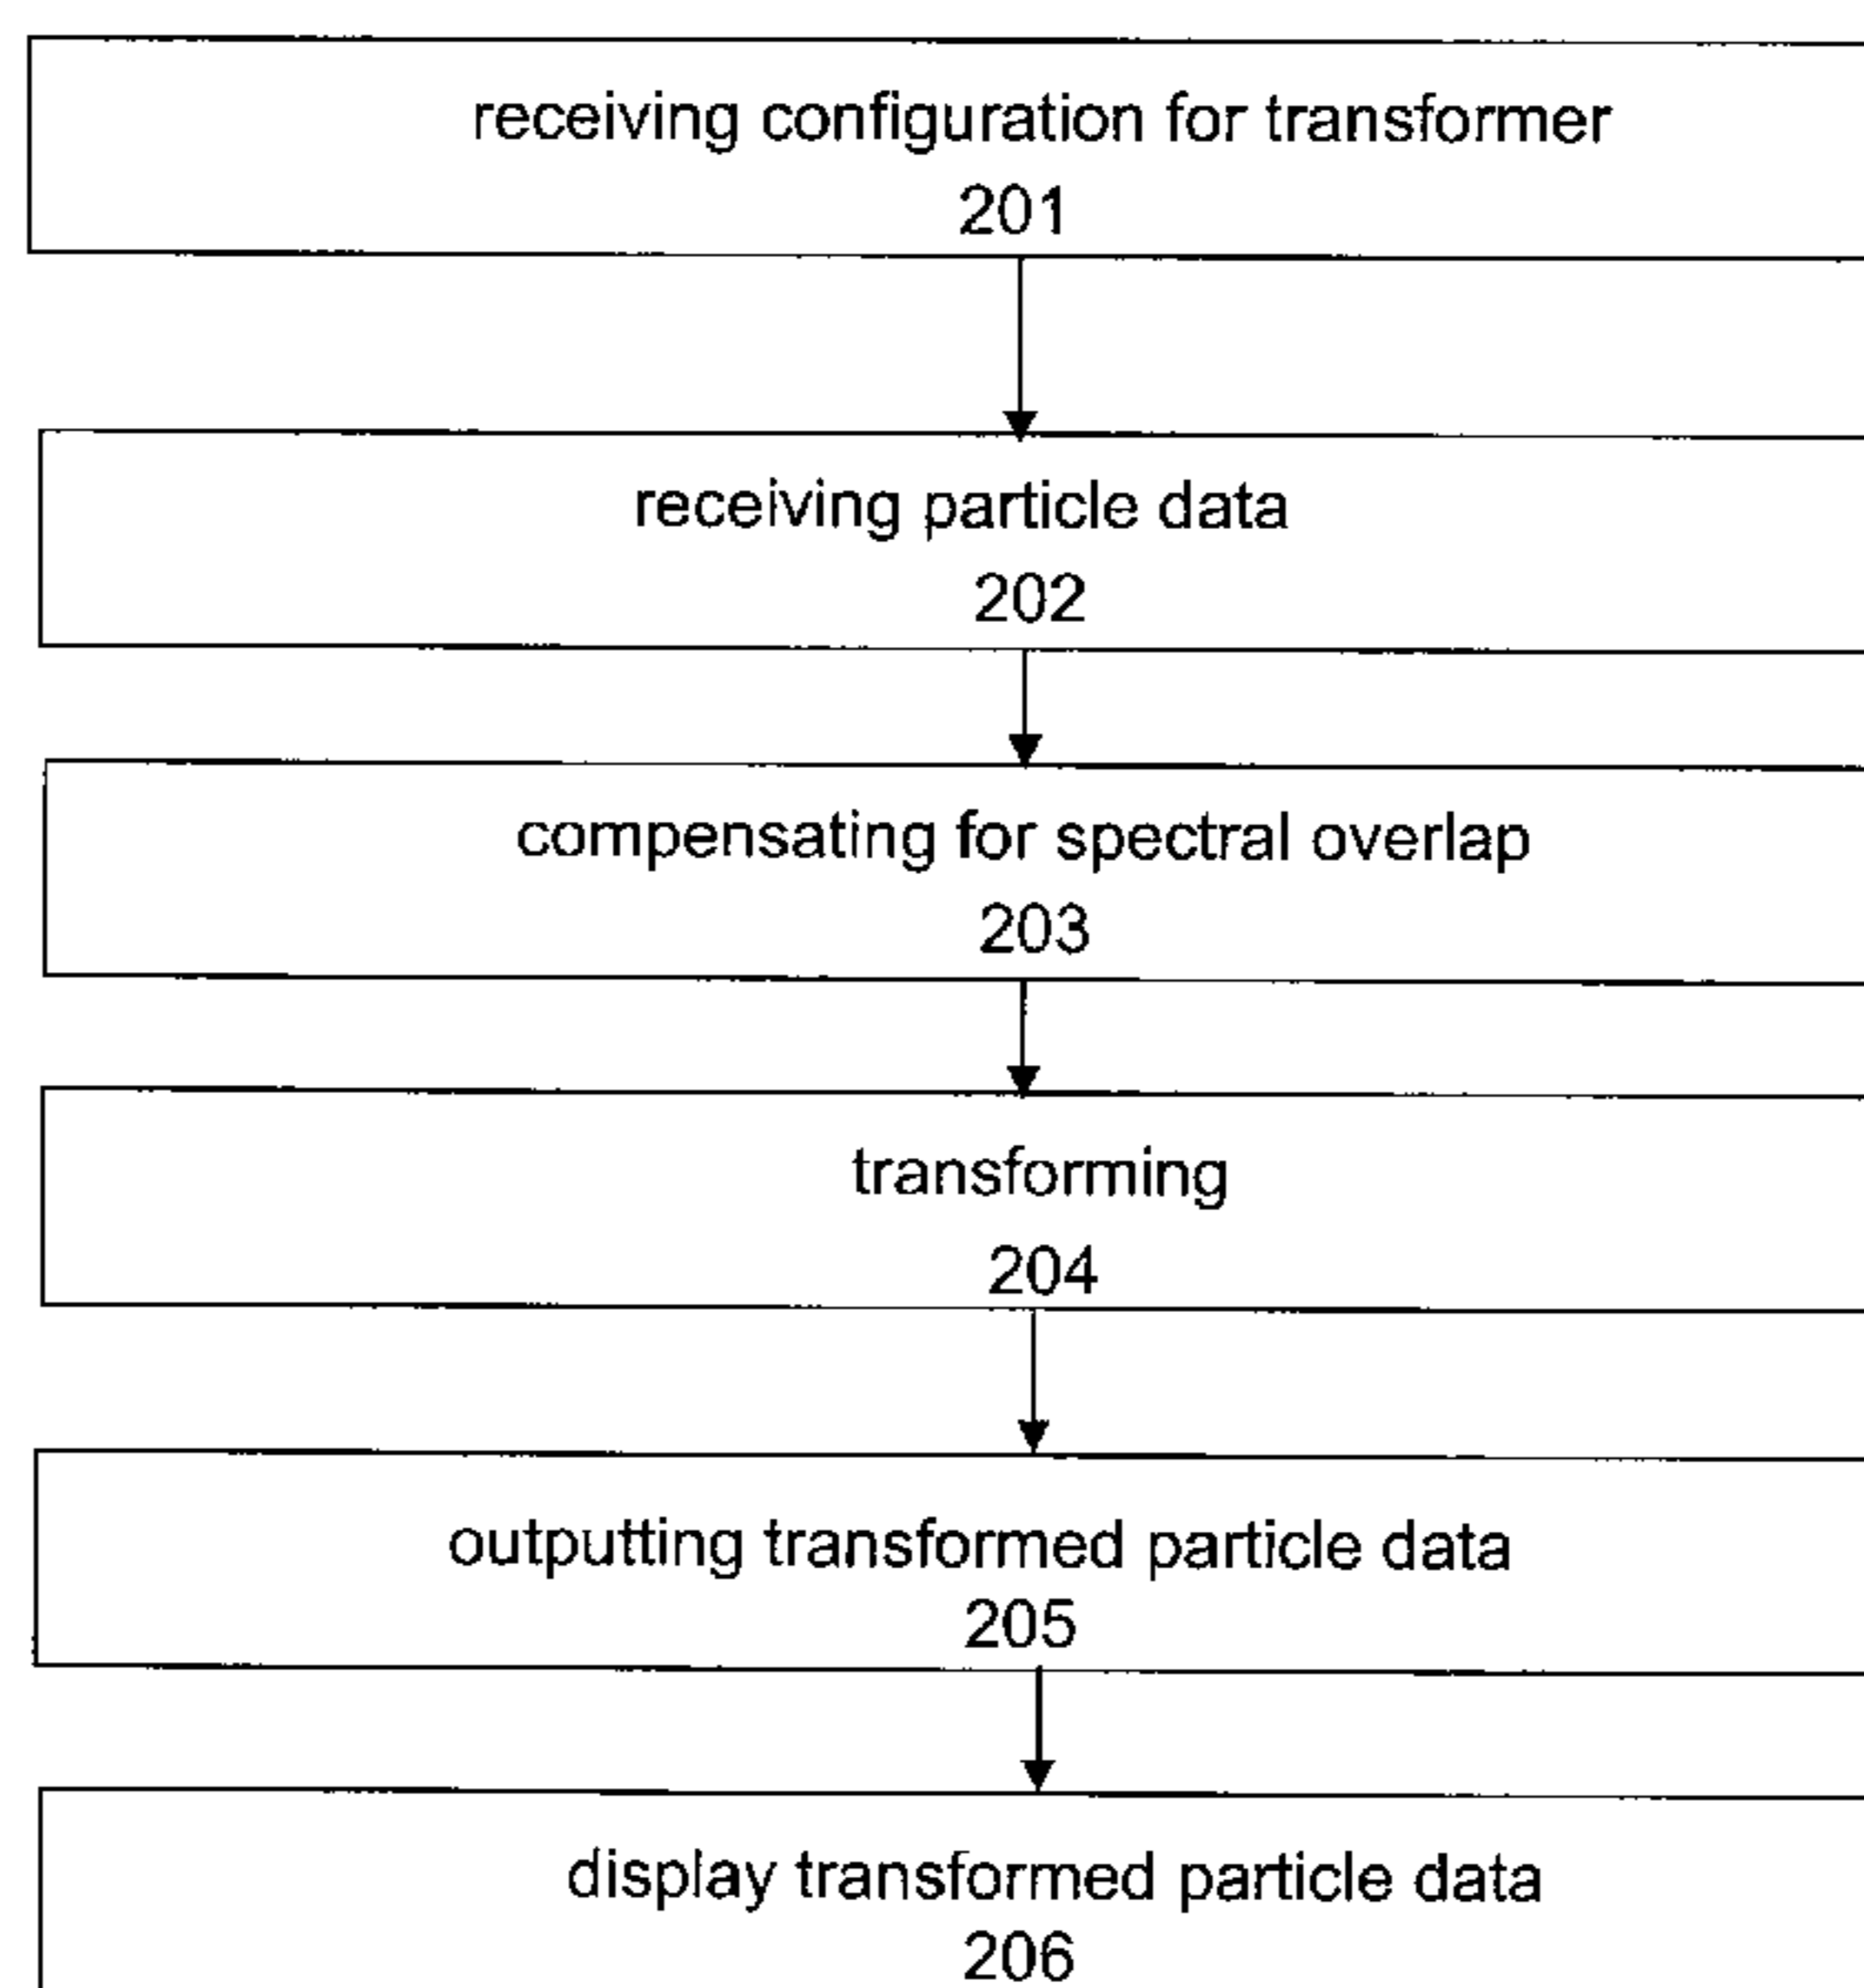 receiving configuration for transformer
201
receiving particle data
202
compensating for spectral overlap
203
transforming
204
outputting transformed particle data
205
display transformed particle data
206